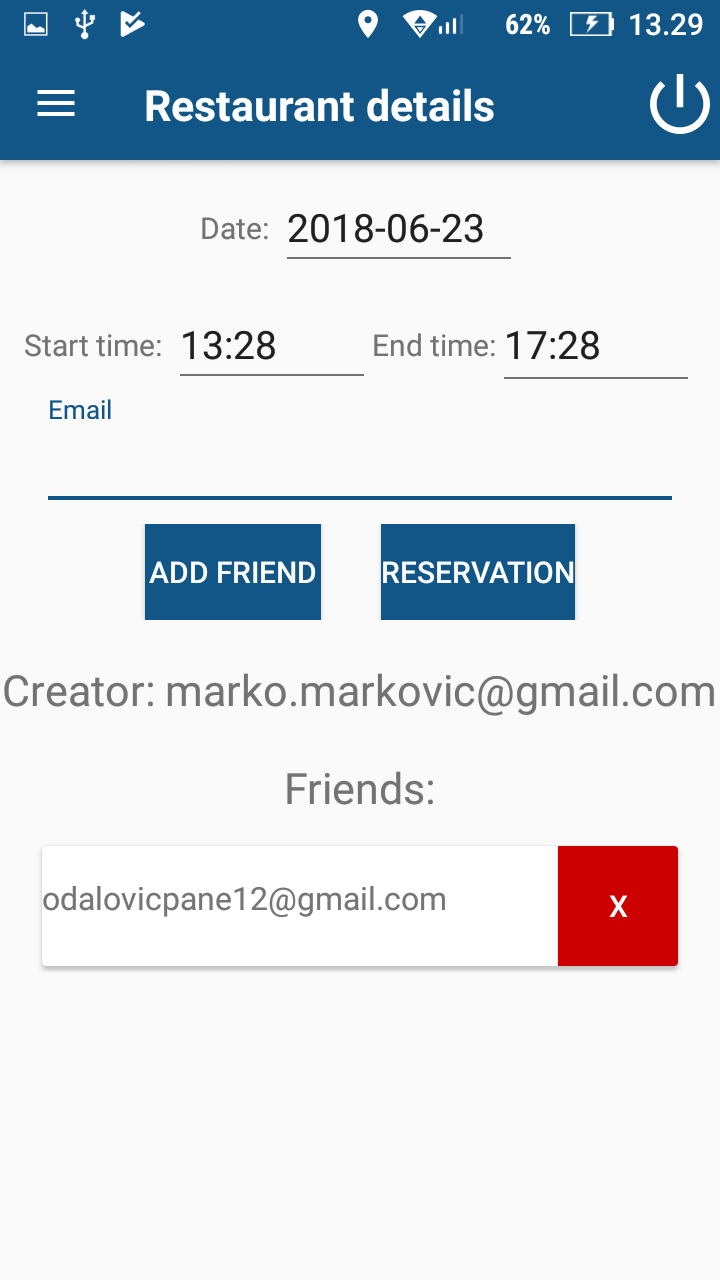 62% 13.29
Restaurant details
Date: 2018-06-23
Start time: 13:28 End time: 17:28
Email
ADD FRIEND RESERVATION
Creator: marko.markovic@gmail.com
Friends:
odalovicpane12@gmail.com X